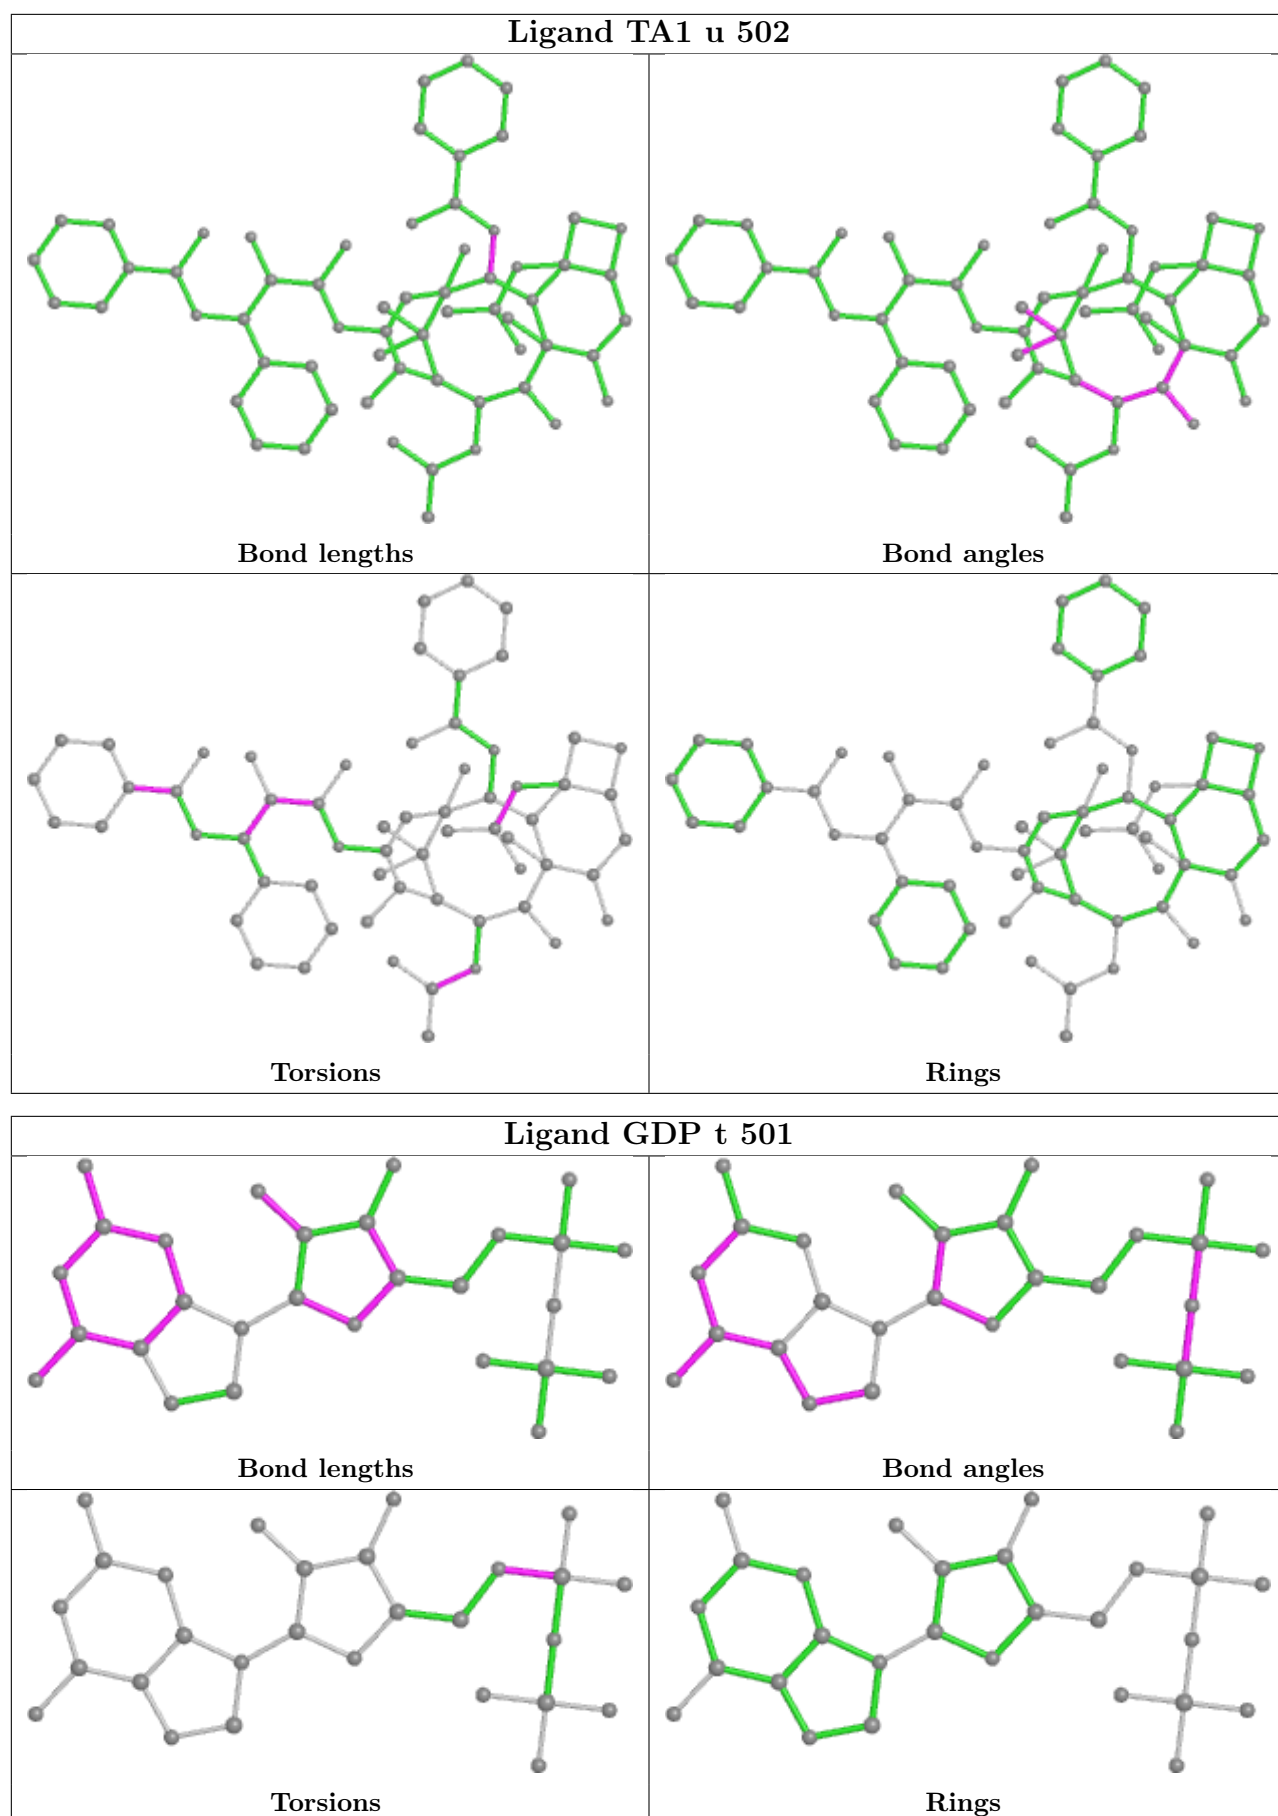 Ligand TA1 u 502
Bond lengths
Bond angles
Torsions
Rings
Ligand GDP t 501
Bond lengths
Bond angles
Torsions
Rings